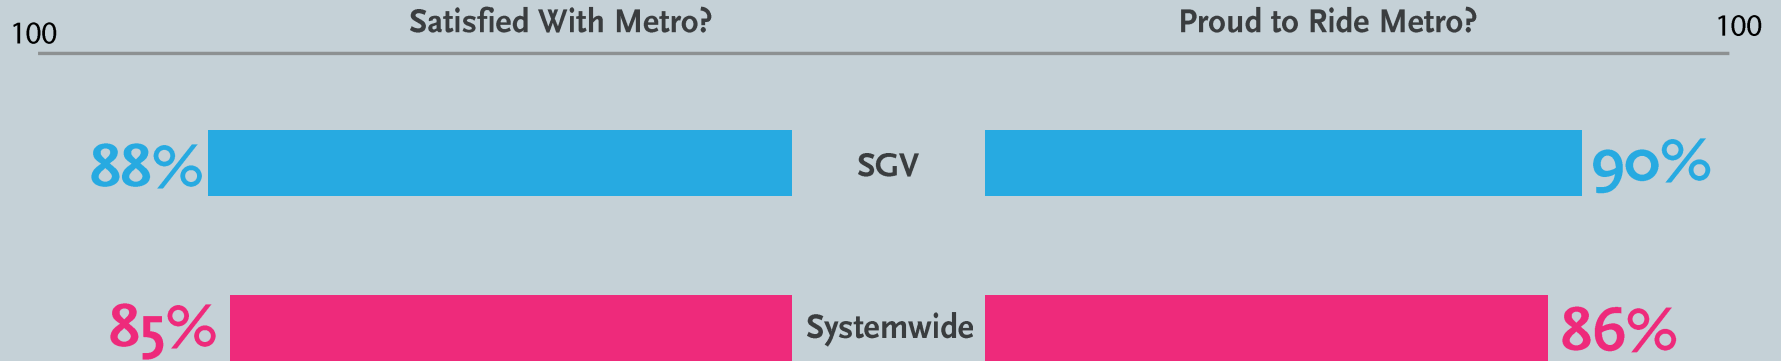 Satisfied With Metro?
Proud to Ride Metro?
100
100
88%
SGV
90%
85%
Systemwide
86%